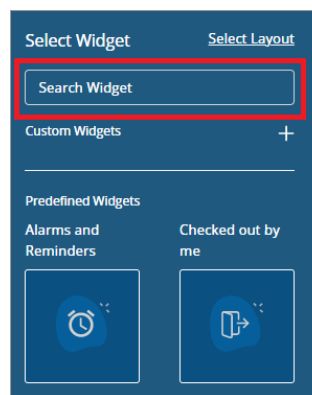 Select Widget Select Layout
Search Widget
Custom Widgets +
Predefined Widgets
Alarms and Reminders
Checked out by me